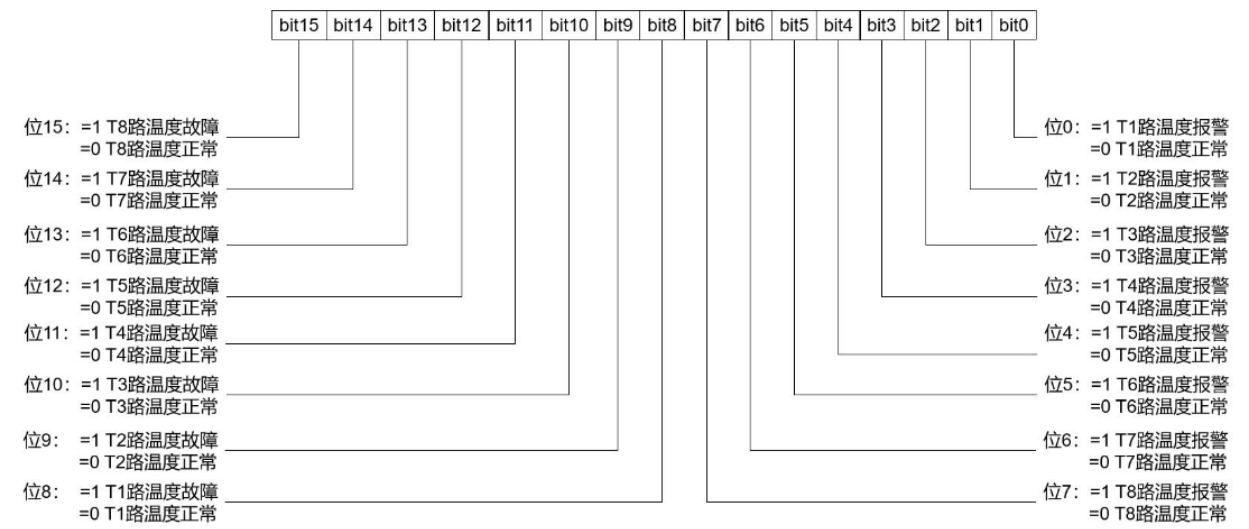 bit15 bit14 bit13 bit12 bit11 bit10 bit9 bit8 bit7 bit6 bit5 bit4 bit3 bit2 bit1 bit0
位15：=1 T8路温度故障
=0 T8路温度正常
位14：=1 T7路温度故障
=0 T7路温度正常
位13：=1 T6路温度故障
=0 T6路温度正常
位12：=1 T5路温度故障
=0 T5路温度正常
位11：=1 T4路温度故障
=0 T4路温度正常
位10：=1 T3路温度故障
=0 T3路温度正常
位9： =1 T2路温度故障
=0 T2路温度正常
位8： =1 T1路温度故障
=0 T1路温度正常
位0：=1 T1路温度报警
=0 T1路温度正常
位1：=1 T2路温度报警
=0 T2路温度正常
位2：=1 T3路温度报警
=0 T3路温度正常
位3：=1 T4路温度报警
=0 T4路温度正常
位4：=1 T5路温度报警
=0 T5路温度正常
位5：=1 T6路温度报警
=0 T6路温度正常
位6：=1 T7路温度报警
=0 T7路温度正常
位7：=1 T8路温度报警
=0 T8路温度正常